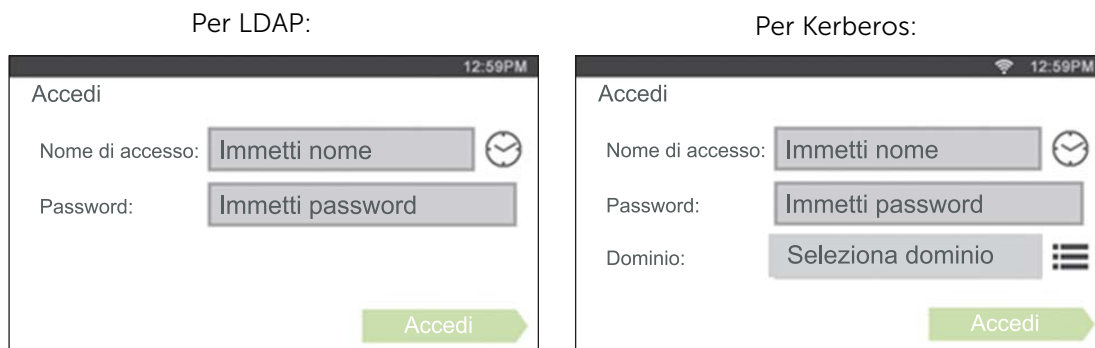 Per LDAP:
12:59PM
Accedi
Nome di accesso: Immetti nome
Password: Immetti password
Accedi
Per Kerberos:
12:59PM
Accedi
Nome di accesso: Immetti nome
Password: Immetti password
Dominio: Seleziona dominio
Accedi